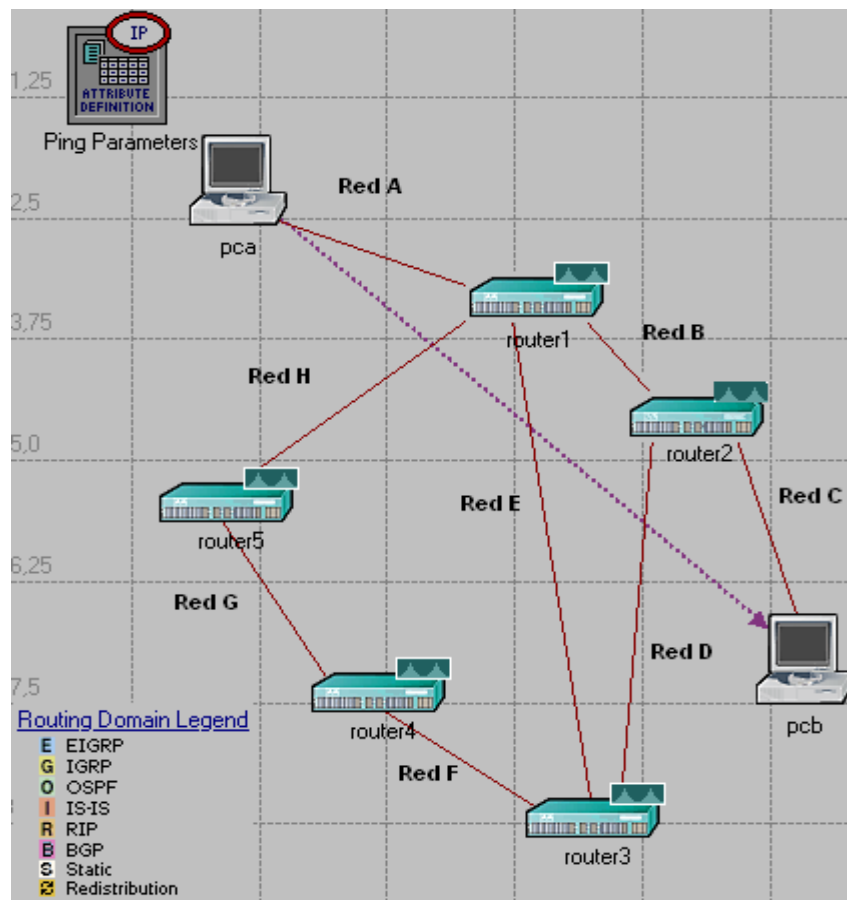 IP
ATTRIBUTE
DEFINITION
Ping Parameters
1,25
Red A
2,5
pca
3,75
router1
Red B
Red H
5,0
router2
Red E
Red C
router5
6,25
Red G
Red D
7,5
pcb
Routing Domain Legend
router4
E EIGRP
G IGRP
Red F
O OSPF
I IS-IS
R RIP
B BGP
router3
S Static
Redistribution